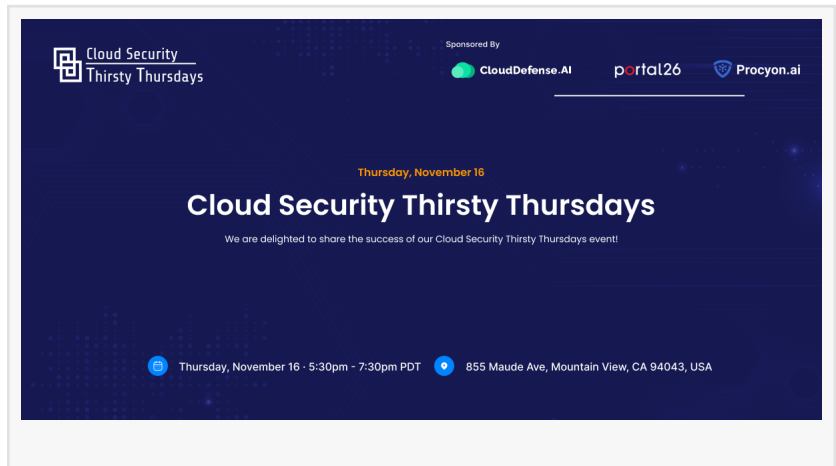 Cloud Security
Thirsty Thursdays
Sponsored By
CloudDefense.AI
portal26
Procyon.ai
Thursday, November 16
Cloud Security Thirsty Thursdays
We are delighted to share the success of our Cloud Security Thirsty Thursdays event!
Thursday, November 16 · 5:30pm - 7:30pm PDT
855 Maude Ave, Mountain View, CA 94043, USA